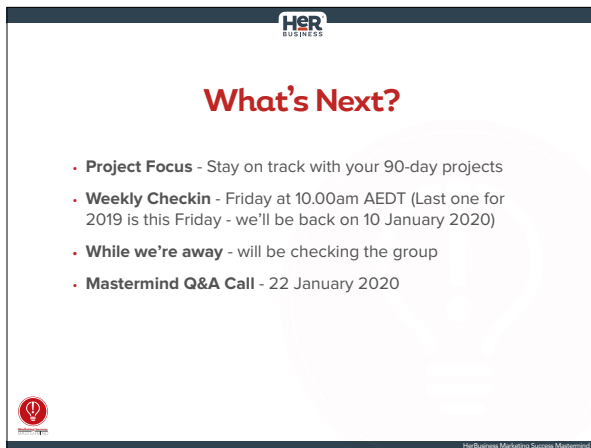 HER
BUSINESS
What's Next?
• Project Focus - Stay on track with your 90-day projects
• Weekly Checkin - Friday at 10.00am AEDT (Last one for
2019 is this Friday - we'll be back on 10 January 2020)
• While we're away - will be checking the group
• Mastermind Q&A Call - 22 January 2020
Marketing Success
HerBusiness Marketing Success Mastermind